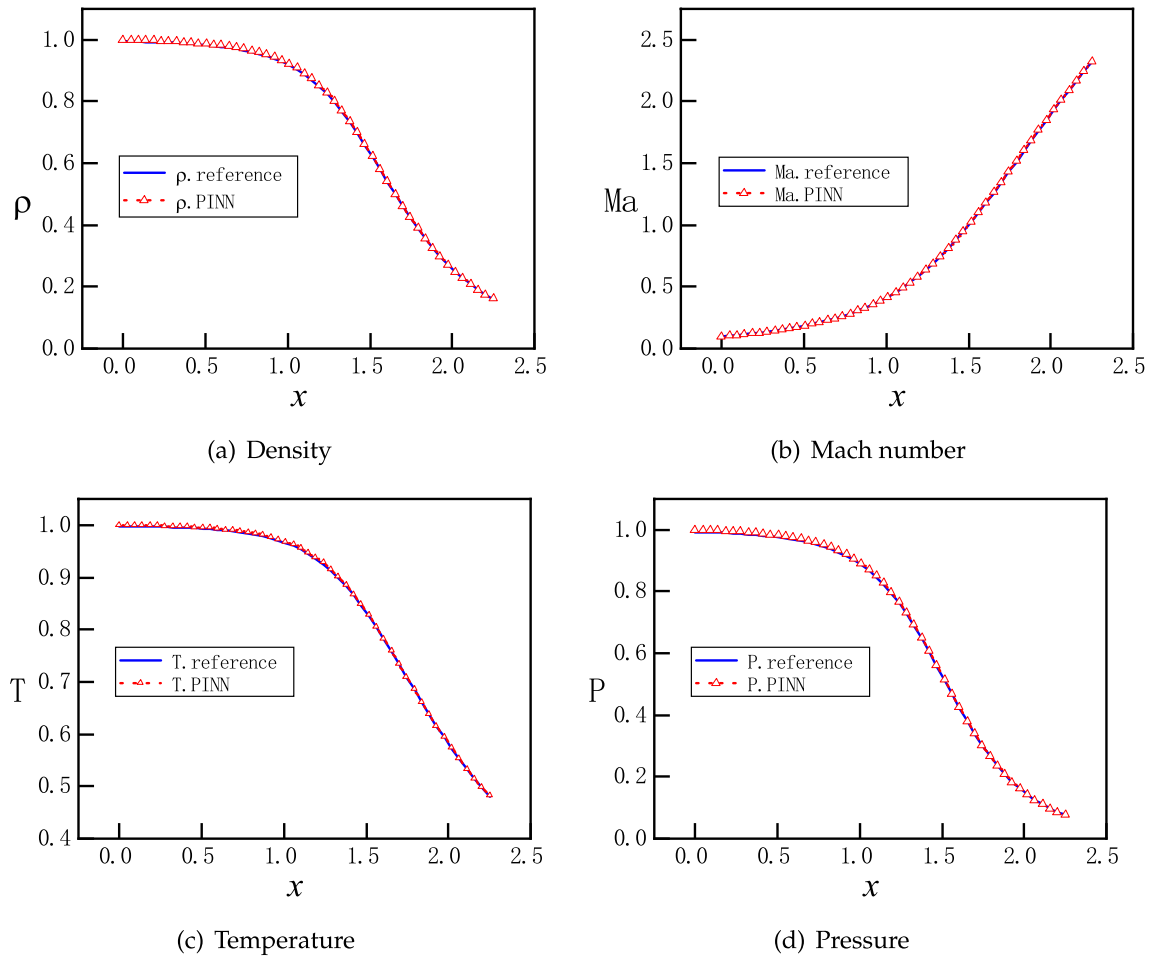 1.0
0.8
0.6
0.4
0.2
0.0
ρ
ρ. reference
ρ. PINN
0.0 0.5 1.0 1.5 2.0 2.5
x
(a) Density
2.5
2.0
1.5
1.0
0.5
0.0
Ma
Ma. reference
Ma. PINN
0.0 0.5 1.0 1.5 2.0 2.5
x
(b) Mach number
1.0
0.9
0.8
0.7
0.6
0.5
0.4
T
T. reference
T. PINN
0.0 0.5 1.0 1.5 2.0 2.5
x
(c) Temperature
1.0
0.8
0.6
0.4
0.2
0.0
P
P. reference
P. PINN
0.0 0.5 1.0 1.5 2.0 2.5
x
(d) Pressure